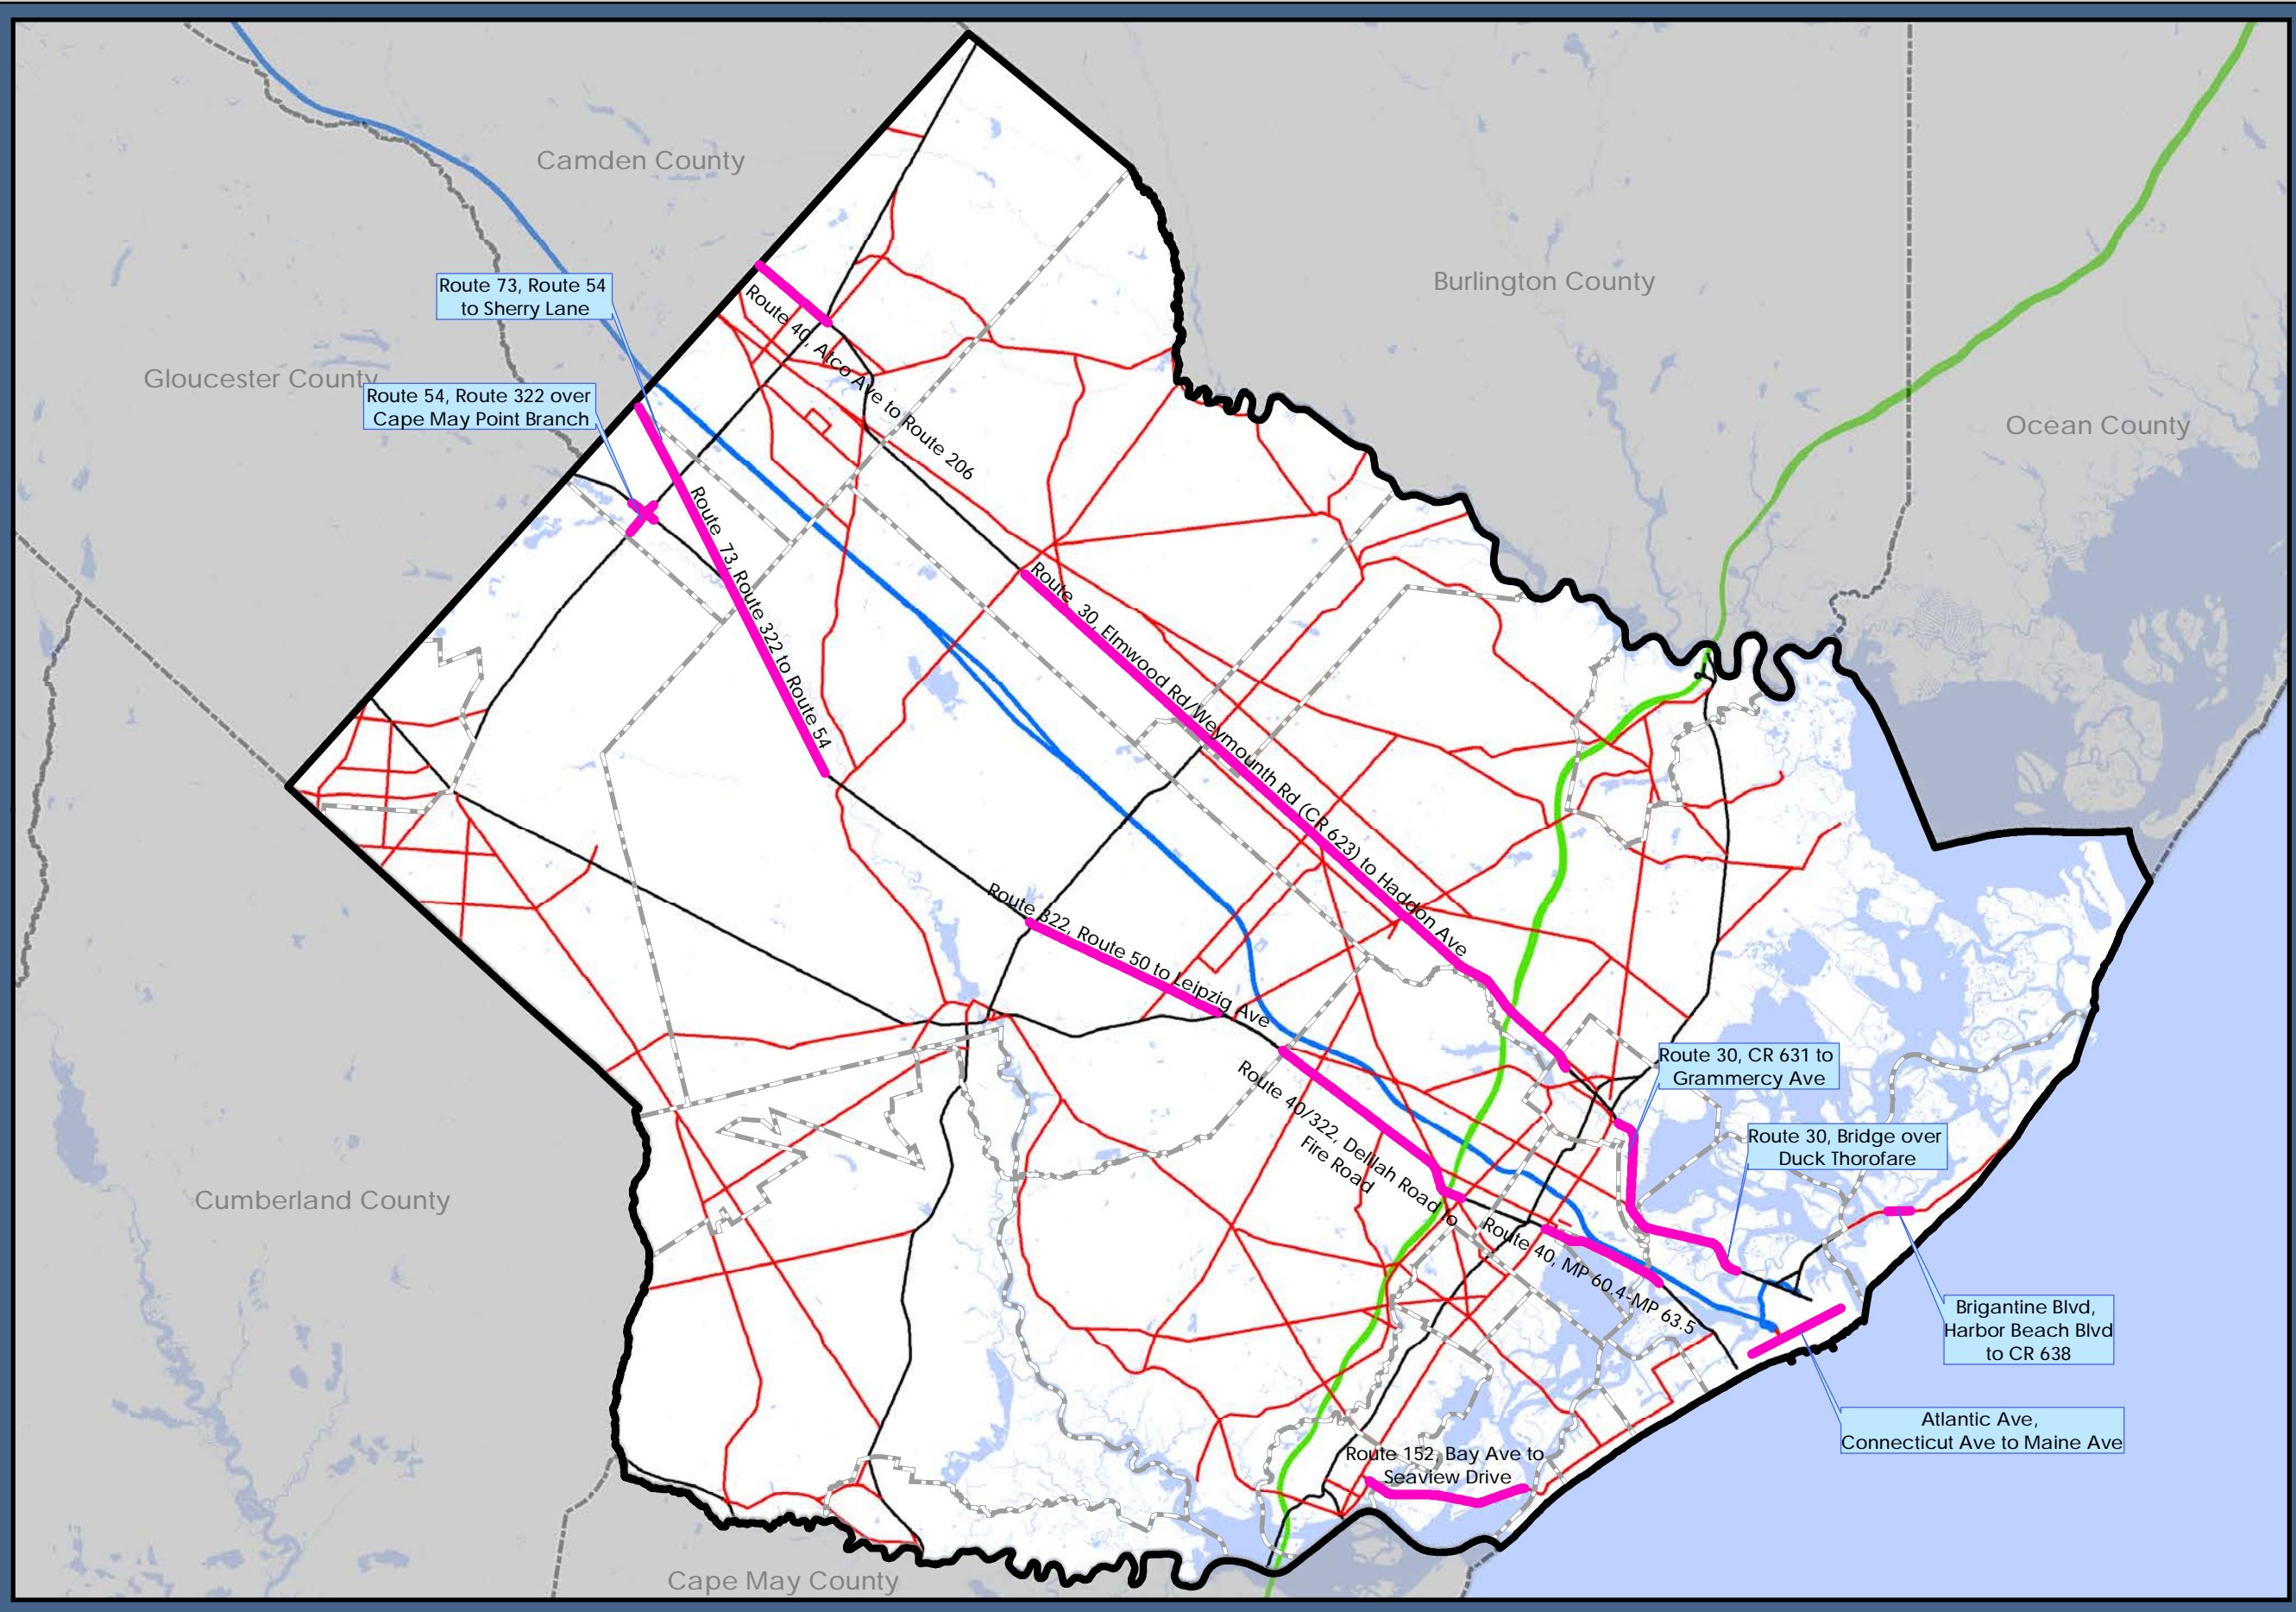 Camden County
Burlington County
Route 73, Route 54
to Sherry Lane
Route 40, Atco Ave to Route 206
Gloucester County
Route 54, Route 322 over
Cape May Point Branch
Ocean County
Route 73, Route 322 to Route 54
Route 30, Elmwood Rd/Weymounth Rd (CR 623) to Haddon Ave
Route 322, Route 50 to Leipzig Ave
Route 30, CR 631 to
Grammercy Ave
Route 40/322, Delilah Road to
Fire Road
Route 30, Bridge over
Duck Thorofare
Cumberland County
Route 40, MP 60.4-MP 63.5
Brigantine Blvd,
Harbor Beach Blvd
to CR 638
Atlantic Ave,
Connecticut Ave to Maine Ave
Route 152, Bay Ave to
Seaview Drive
Cape May County